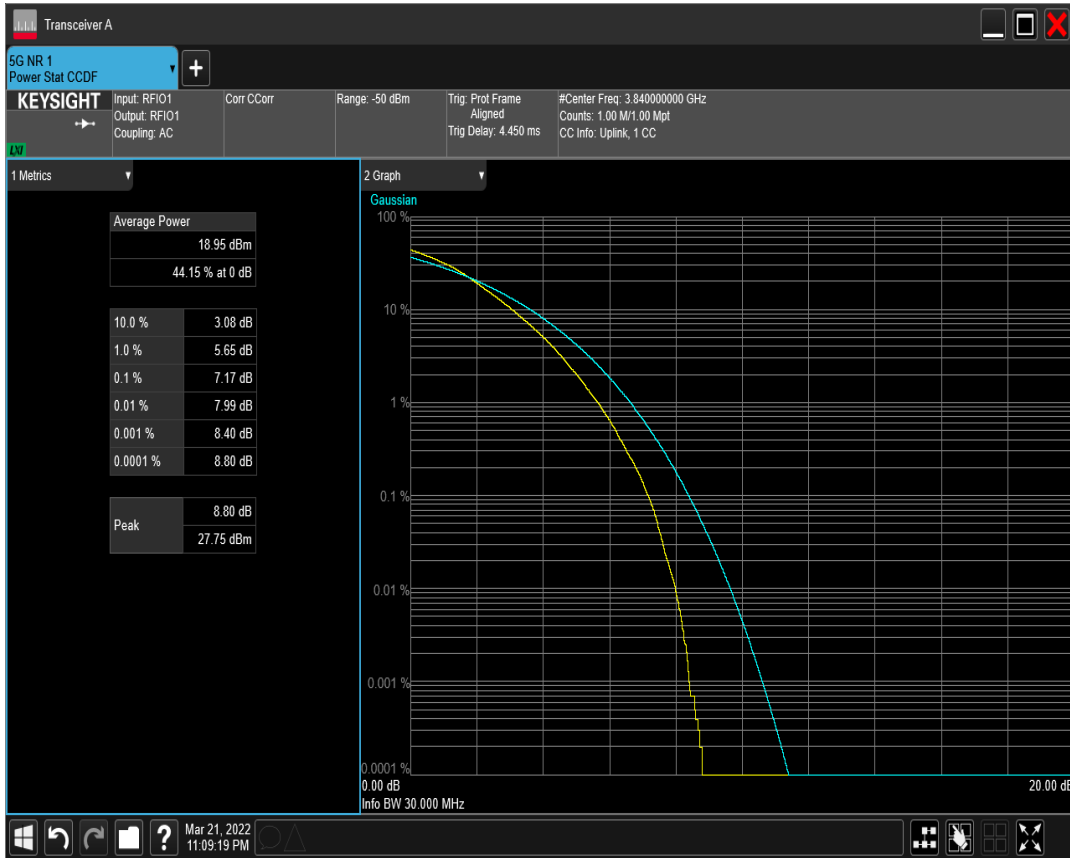 Transceiver A
5G NR 1
Power Stat CCDF
+
KEYSIGHT
LXI
Input: RFIO1
Output: RFIO1
Coupling: AC
Corr CCorr
Range: -50 dBm
Trig: Prot Frame
Aligned
Trig Delay: 4.450 ms
#Center Freq: 3.840000000 GHz
Counts: 1.00 M/1.00 Mpt
CC Info: Uplink, 1 CC
1 Metrics
Average Power
18.95 dBm
44.15 % at 0 dB
10.0 % 3.08 dB
1.0 % 5.65 dB
0.1 % 7.17 dB
0.01 % 7.99 dB
0.001 % 8.40 dB
0.0001 % 8.80 dB
Peak
8.80 dB
27.75 dBm
2 Graph
Gaussian
100 %
10 %
1 %
0.1 %
0.01 %
0.001 %
0.0001 %
0.00 dB 20.00 dB
Info BW 30.000 MHz
?
Mar 21, 2022
11:09:19 PM